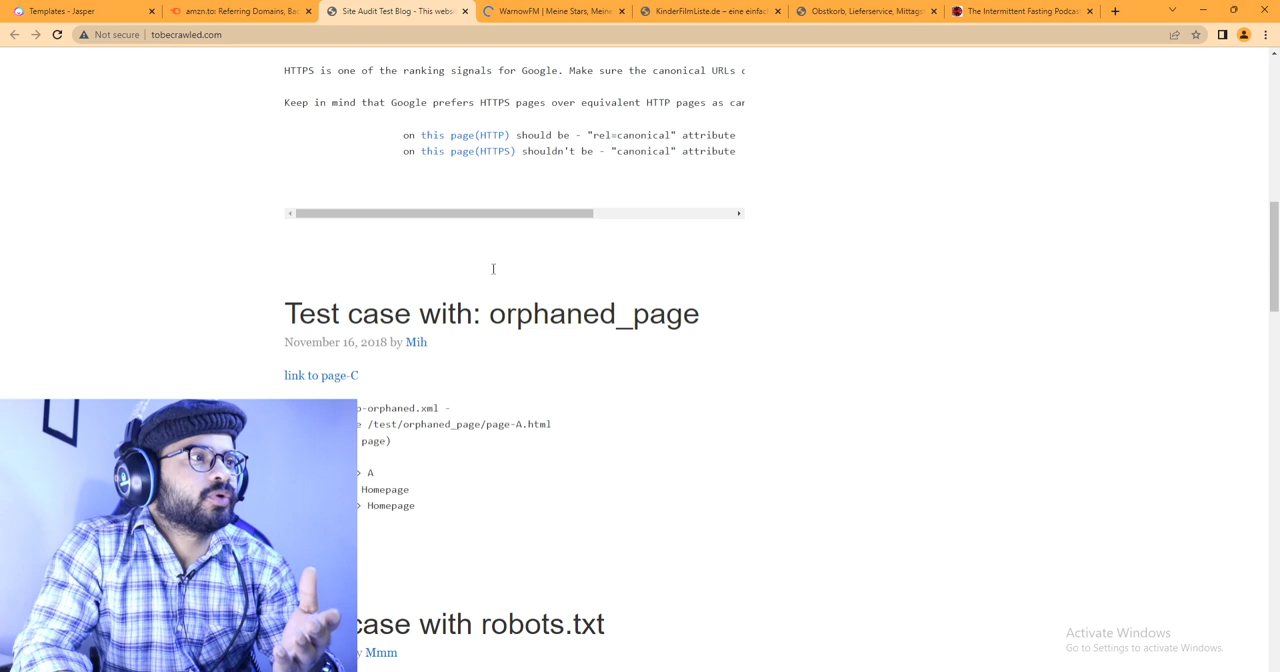 Templates - Jasper
amzn.to: Referring Domains, Bac
Site Audit Test Blog - This websi
WarnowFM | Meine Stars, Meine
KinderFilmListe.de – eine einfac
Obstkorb, Lieferservice, Mittags
The Intermittent Fasting Podcas
Not secure | tobecrawled.com
HTTPS is one of the ranking signals for Google. Make sure the canonical URLs
Keep in mind that Google prefers HTTPS pages over equivalent HTTP pages as
on this page(HTTP) should be - "rel=canonical" attribute
on this page(HTTPS) shouldn't be - "canonical" attribute
Test case with: orphaned_page
November 16, 2018 by Mih
link to page-C
-orphaned.xml -
/test/orphaned_page/page-A.html
page)
> A
Homepage
> Homepage
case with robots.txt
Mmm
Activate Windows
Go to Settings to activate Windows.